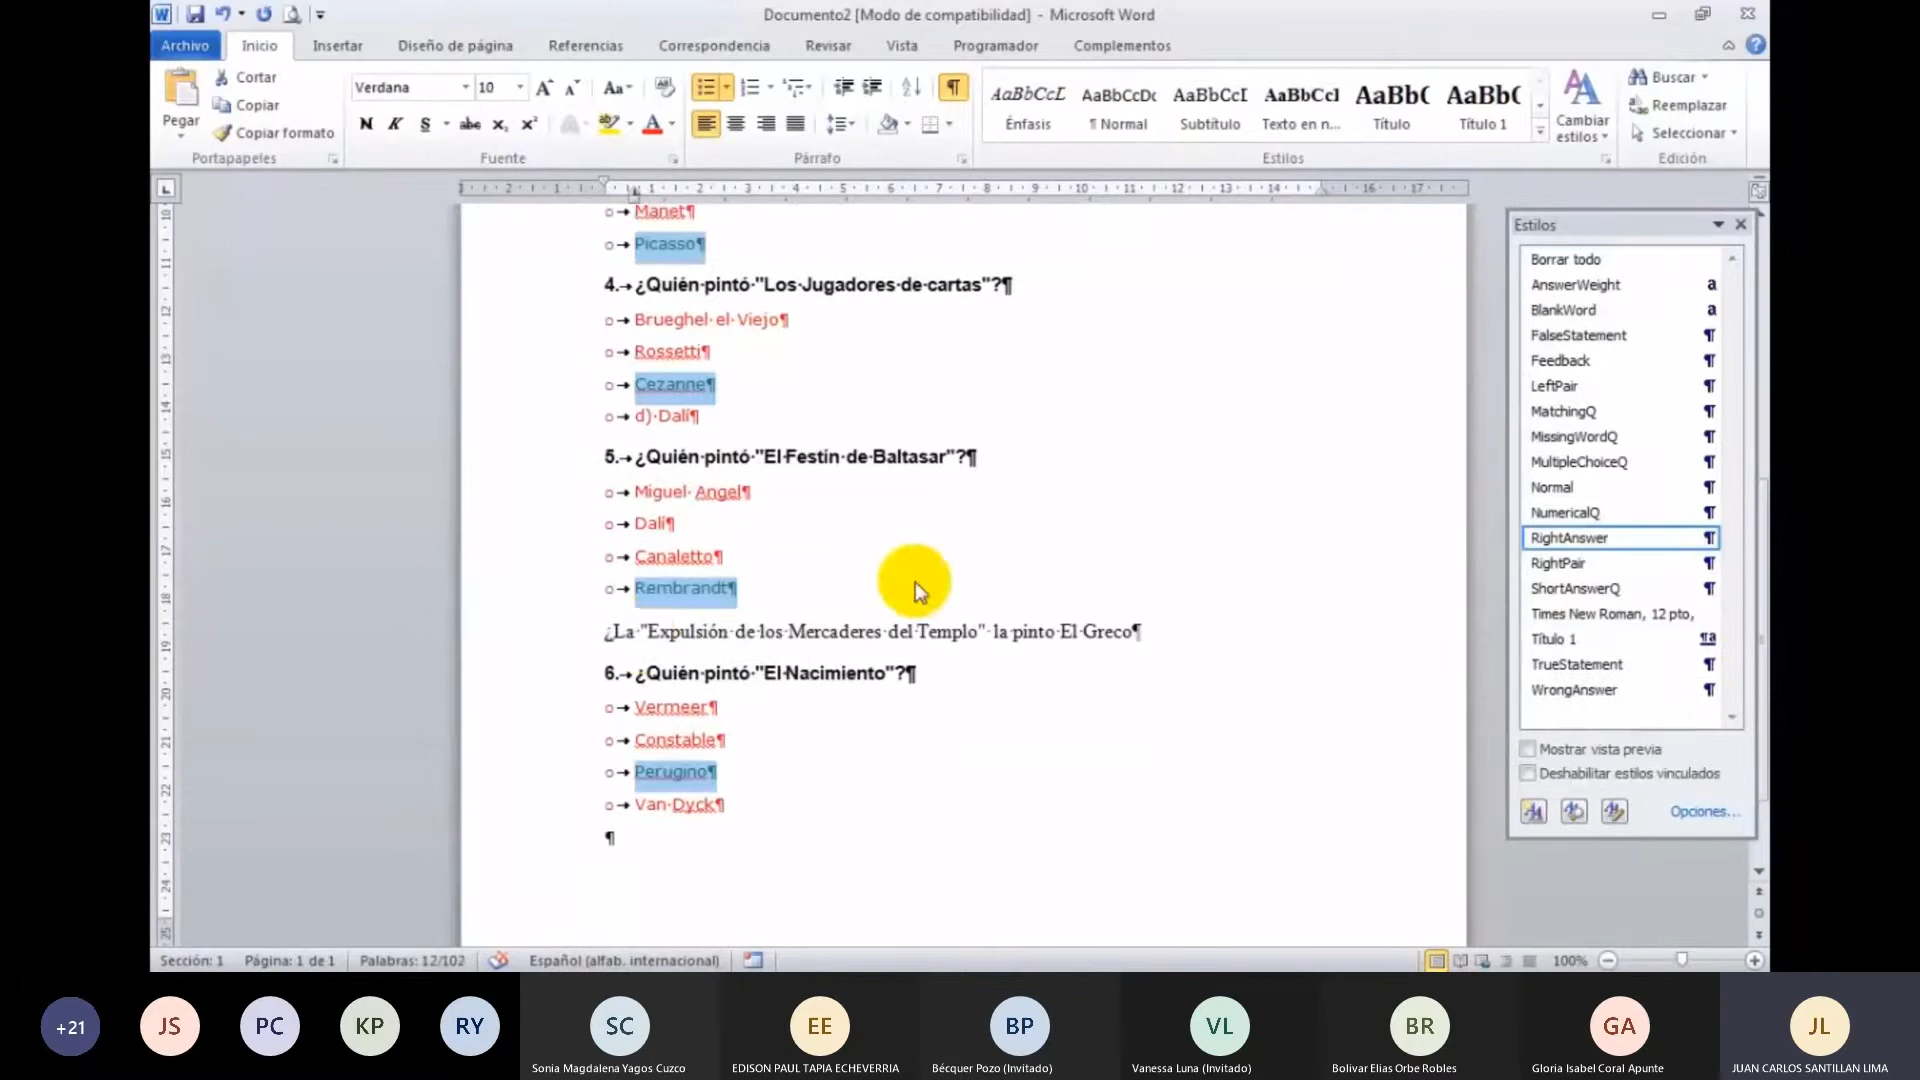 Documento2 [Modo de compatibilidad] - Microsoft Word
Archivo Inicio Insertar Diseño de página Referencias Correspondencia Revisar Vista Programador Complementos
Pegar
Cortar
Copiar
Copiar formato
Portapapeles
Verdana 10
Fuente
Párrafo
AaBbCcL AaBbCcDc AaBbCcI AaBbCcI AaBb( AaBb(
Énfasis ¶ Normal Subtítulo Texto en n... Título Título 1
Estilos
Cambiar estilos
Buscar
Reemplazar
Seleccionar
Edición
Manet¶
Picasso¶
4. ¿Quién pintó "Los Jugadores de cartas"?¶
Brueghel el Viejo¶
Rossetti¶
Cezanne¶
d) Dalí¶
5. ¿Quién pintó "El Festín de Baltasar"?¶
Miguel Angel¶
Dalí¶
Canaletto¶
Rembrandt¶
¿La "Expulsión de los Mercaderes del Templo" la pinto El Greco¶
6. ¿Quién pintó "El Nacimiento"?¶
Vermeer¶
Constable¶
Perugino¶
Van Dyck¶
¶
Estilos
Borrar todo
AnswerWeight a
BlankWord a
FalseStatement ¶
Feedback ¶
LeftPair ¶
MatchingQ ¶
MissingWordQ ¶
MultipleChoiceQ ¶
Normal ¶
NumericalQ ¶
RightAnswer ¶
RightPair ¶
ShortAnswerQ ¶
Times New Roman, 12 pto,
Título 1 ¶a
TrueStatement ¶
WrongAnswer ¶
Mostrar vista previa
Deshabilitar estilos vinculados
Opciones...
Sección: 1 Página: 1 de 1 Palabras: 12/102 Español (alfab. internacional) 100%
+21 JS PC KP RY SC EE BP VL BR GA JL
Sonia Magdalena Yagos Cuzco EDISON PAUL TAPIA ECHEVERRIA Bécquer Pozo (Invitado) Vanessa Luna (Invitado) Bolivar Elias Orbe Robles Gloria Isabel Coral Apunte JUAN CARLOS SANTILLAN LIMA